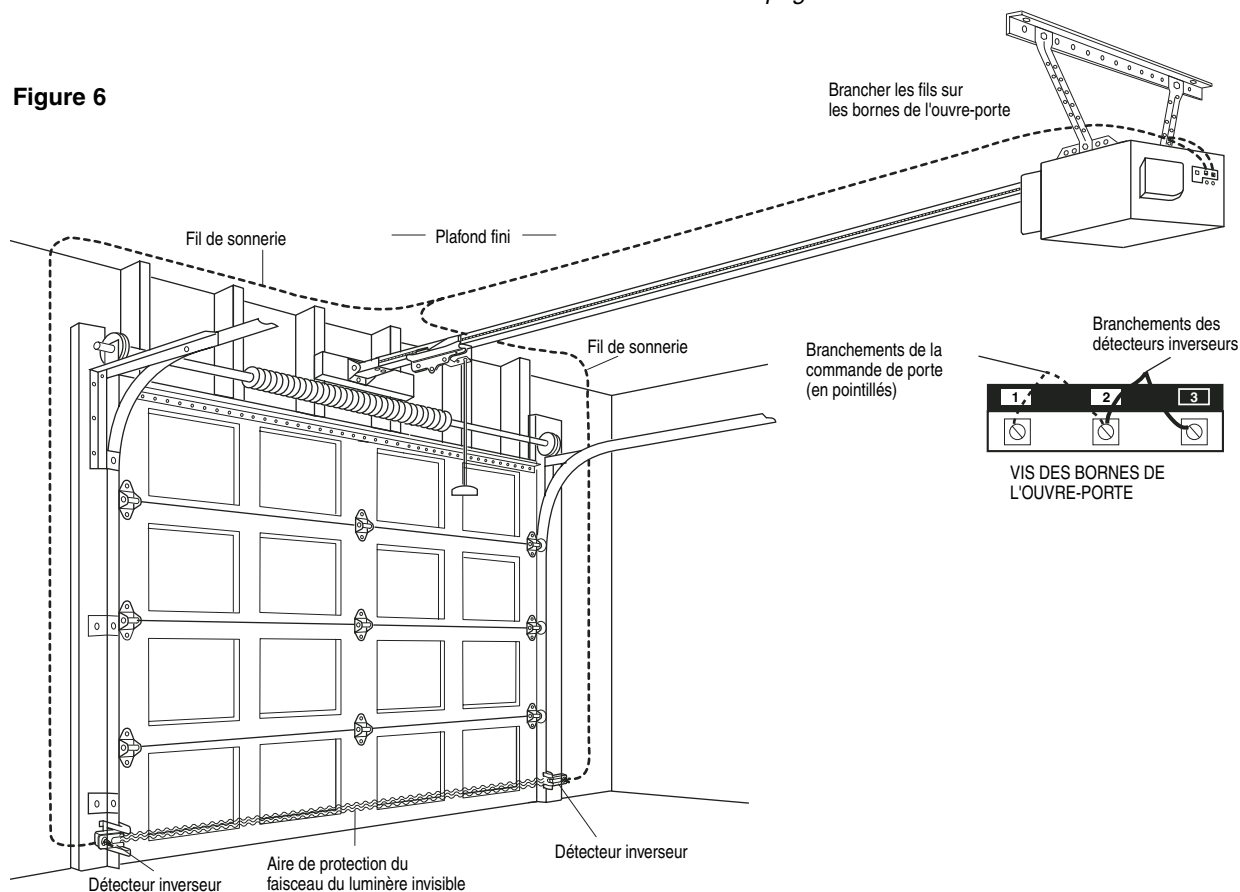 Figure 6
Brancher les fils sur
les bornes de l'ouvre-porte
Fil de sonnerie
Plafond fini
Fil de sonnerie
Branchements de la
commande de porte
(en pointillés)
Branchements des
détecteurs inverseurs
1 2 3
VIS DES BORNES DE
L'OUVRE-PORTE
Détecteur inverseur
Aire de protection du
faisceau du luminère invisible
Détecteur inverseur